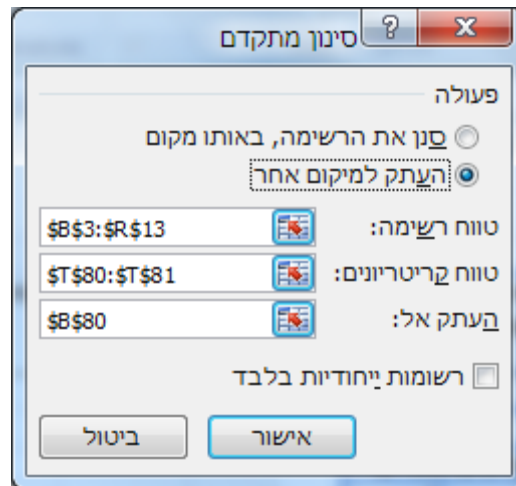 סינון מתקדם
פעולה
סנן את הרשימה, באותו מקום
העתק למיקום אחר
טווח רשימה: $B$3:$R$13
טווח קריטריונים: $T$80:$T$81
העתק אל: $B$80
רשומות ייחודיות בלבד
אישור ביטול